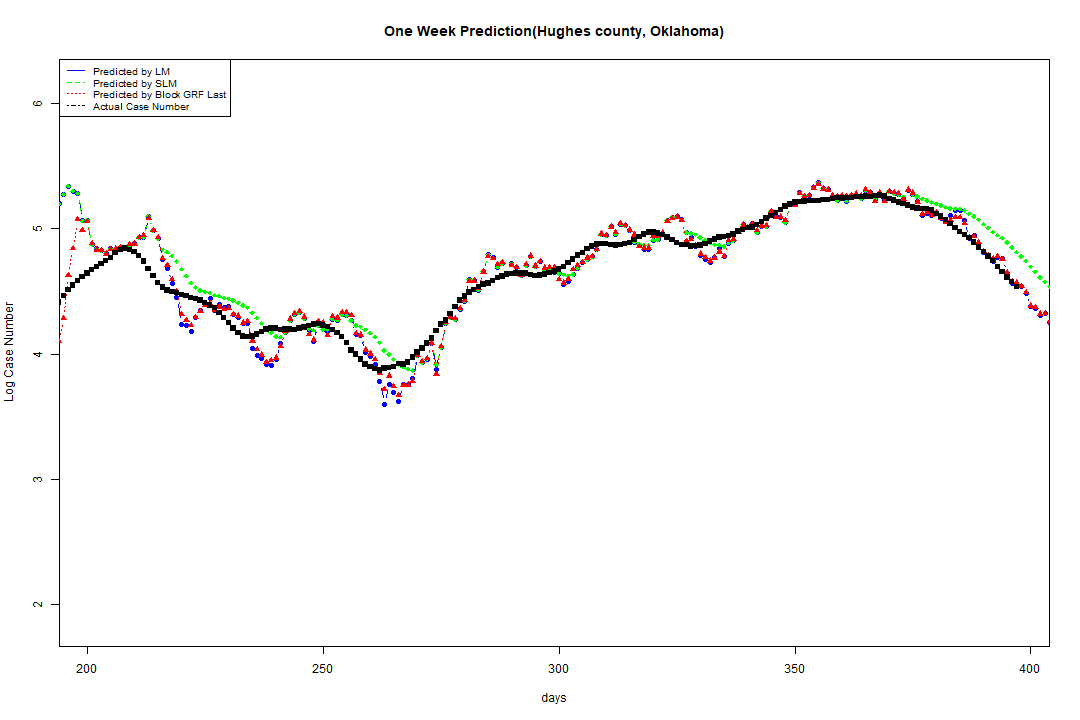 One Week Prediction(Hughes county, Oklahoma)
Predicted by LM
Predicted by SLM
Predicted by Block GRF Last
Actual Case Number
6
5
4
3
2
Log Case Number
200 250 300 350 400
days